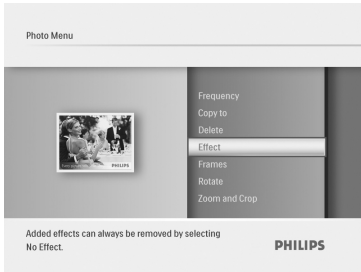 Photo Menu
Frequency
Copy to
Delete
Effect
Frames
Rotate
Zoom and Crop
PHILIPS
Added effects can always be removed by selecting
No Effect.
PHILIPS